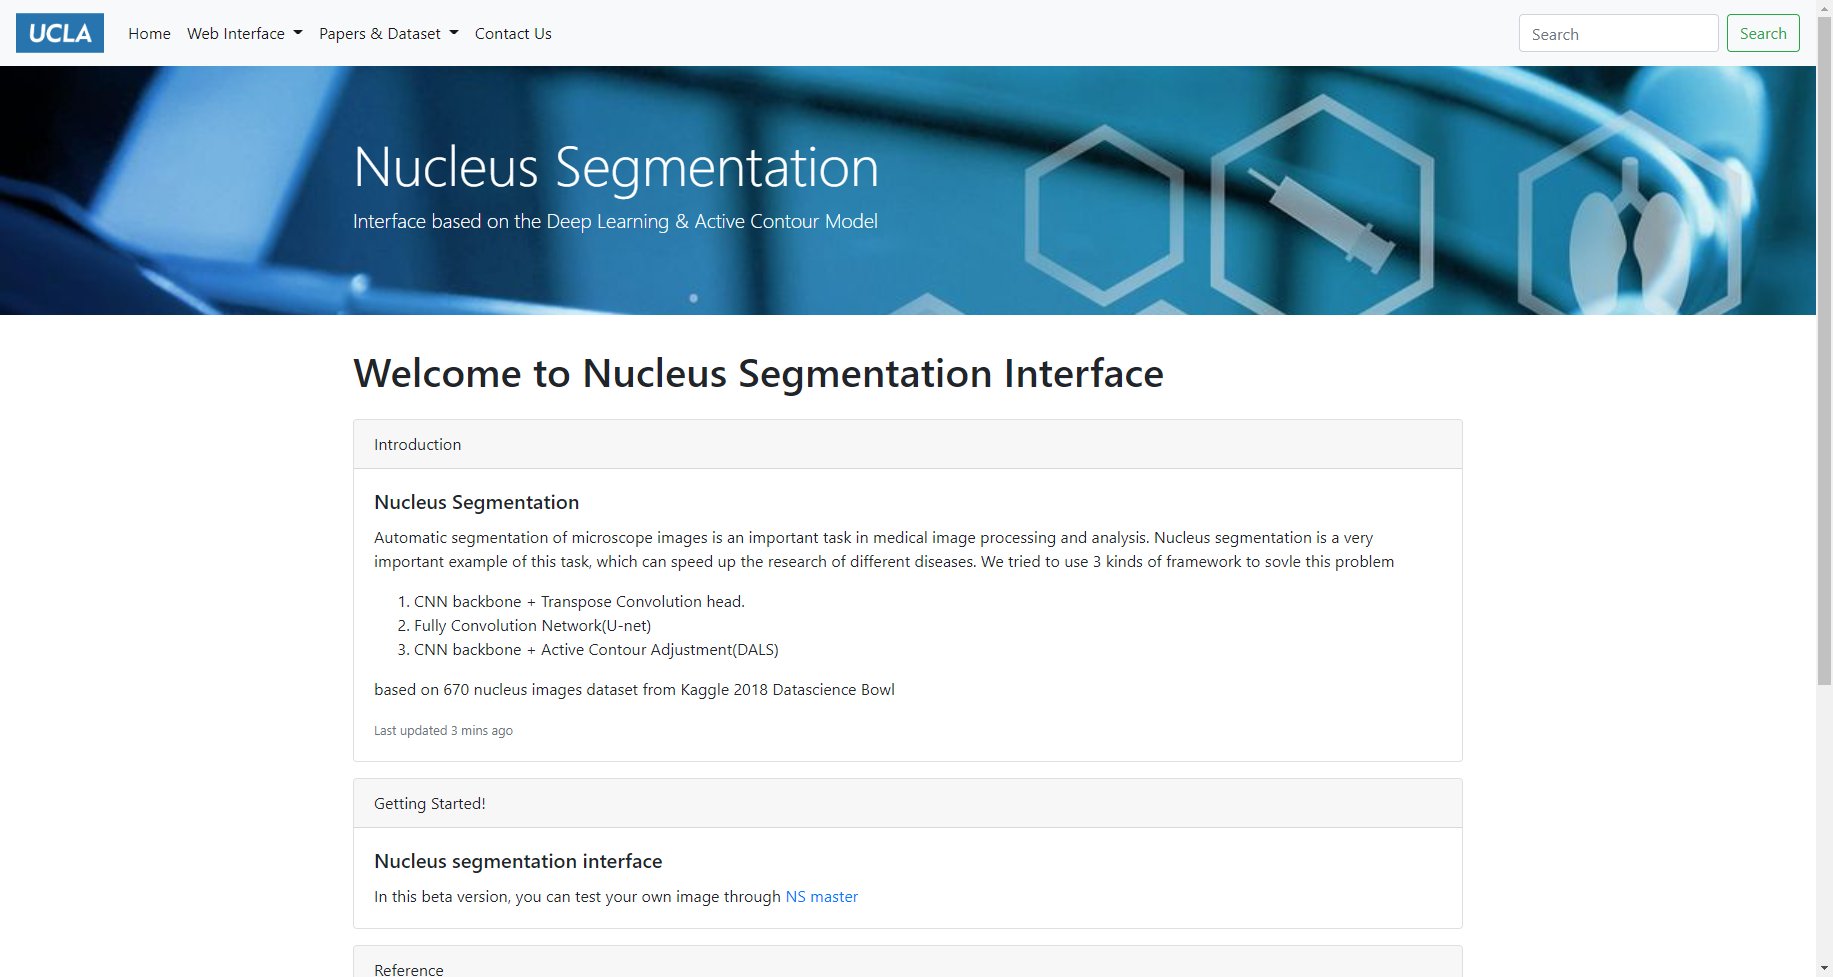 UCLA
Home
Web Interface
Papers & Dataset
Contact Us
Search
Search
Nucleus Segmentation
Interface based on the Deep Learning & Active Contour Model
Welcome to Nucleus Segmentation Interface
Introduction
Nucleus Segmentation
Automatic segmentation of microscope images is an important task in medical image processing and analysis. Nucleus segmentation is a very
important example of this task, which can speed up the research of different diseases. We tried to use 3 kinds of framework to sovle this problem
1. CNN backbone + Transpose Convolution head.
2. Fully Convolution Network(U-net)
3. CNN backbone + Active Contour Adjustment(DALS)
based on 670 nucleus images dataset from Kaggle 2018 Datascience Bowl
Last updated 3 mins ago
Getting Started!
Nucleus segmentation interface
In this beta version, you can test your own image through NS master
Reference